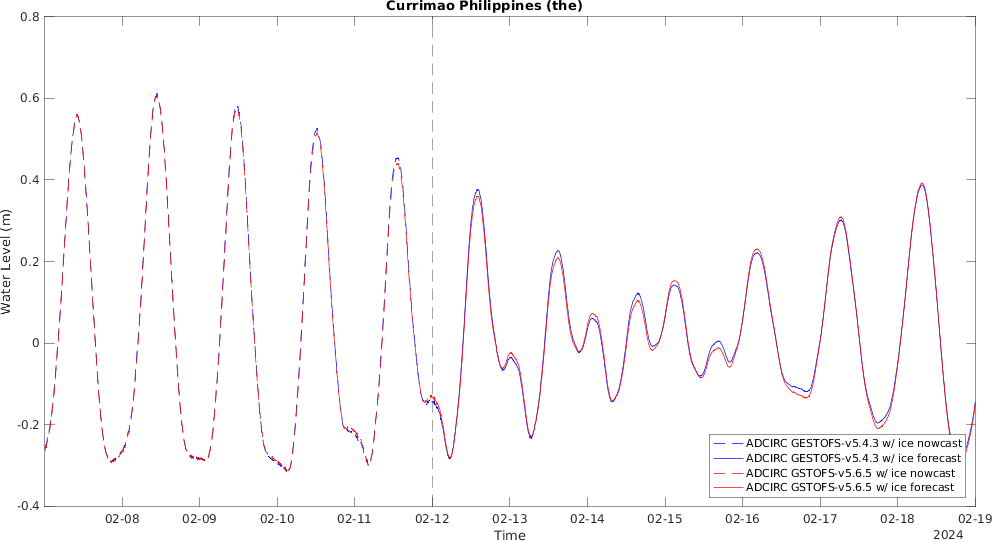 Currimao Philippines (the)
0.8
0.6
0.4
0.2
0
-0.2
-0.4
Water Level (m)
ADCIRC GESTOFS-v5.4.3 w/ ice nowcast
ADCIRC GESTOFS-v5.4.3 w/ ice forecast
ADCIRC GSTOFS-v5.6.5 w/ ice nowcast
ADCIRC GSTOFS-v5.6.5 w/ ice forecast
02-08 02-09 02-10 02-11 02-12 02-13 02-14 02-15 02-16 02-17 02-18 02-19
Time
2024